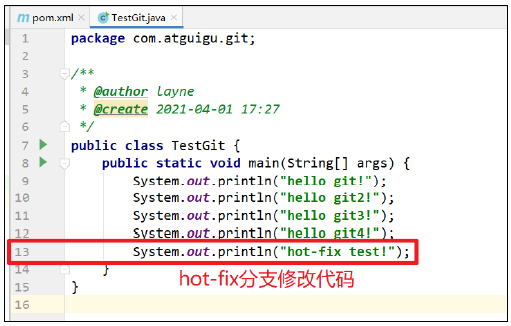 pom.xml TestGit.java
1 package com.atguigu.git;
2
3 /**
4 * @author layne
5 * @create 2021-04-01 17:27
6 */
7 public class TestGit {
8 public static void main(String[] args) {
9 System.out.println("hello git!");
10 System.out.println("hello git2!");
11 System.out.println("hello git3!");
12 System.out.println("hello git4!");
13 System.out.println("hot-fix test!");
14 }
hot-fix分支修改代码
15 }
16